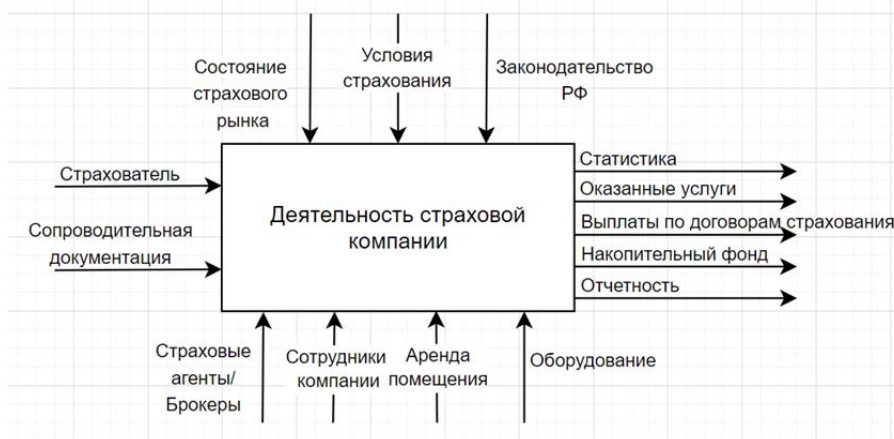 Состояние
страхового
рынка
Условия
страхования
Законодательство
РФ
Страхователь
Сопроводительная
документация
Деятельность страховой
компании
Статистика
Оказанные услуги
Выплаты по договорам страхования
Накопительный фонд
Отчетность
Страховые
агенты/
Брокеры
Сотрудники
компании
Аренда
помещения
Оборудование